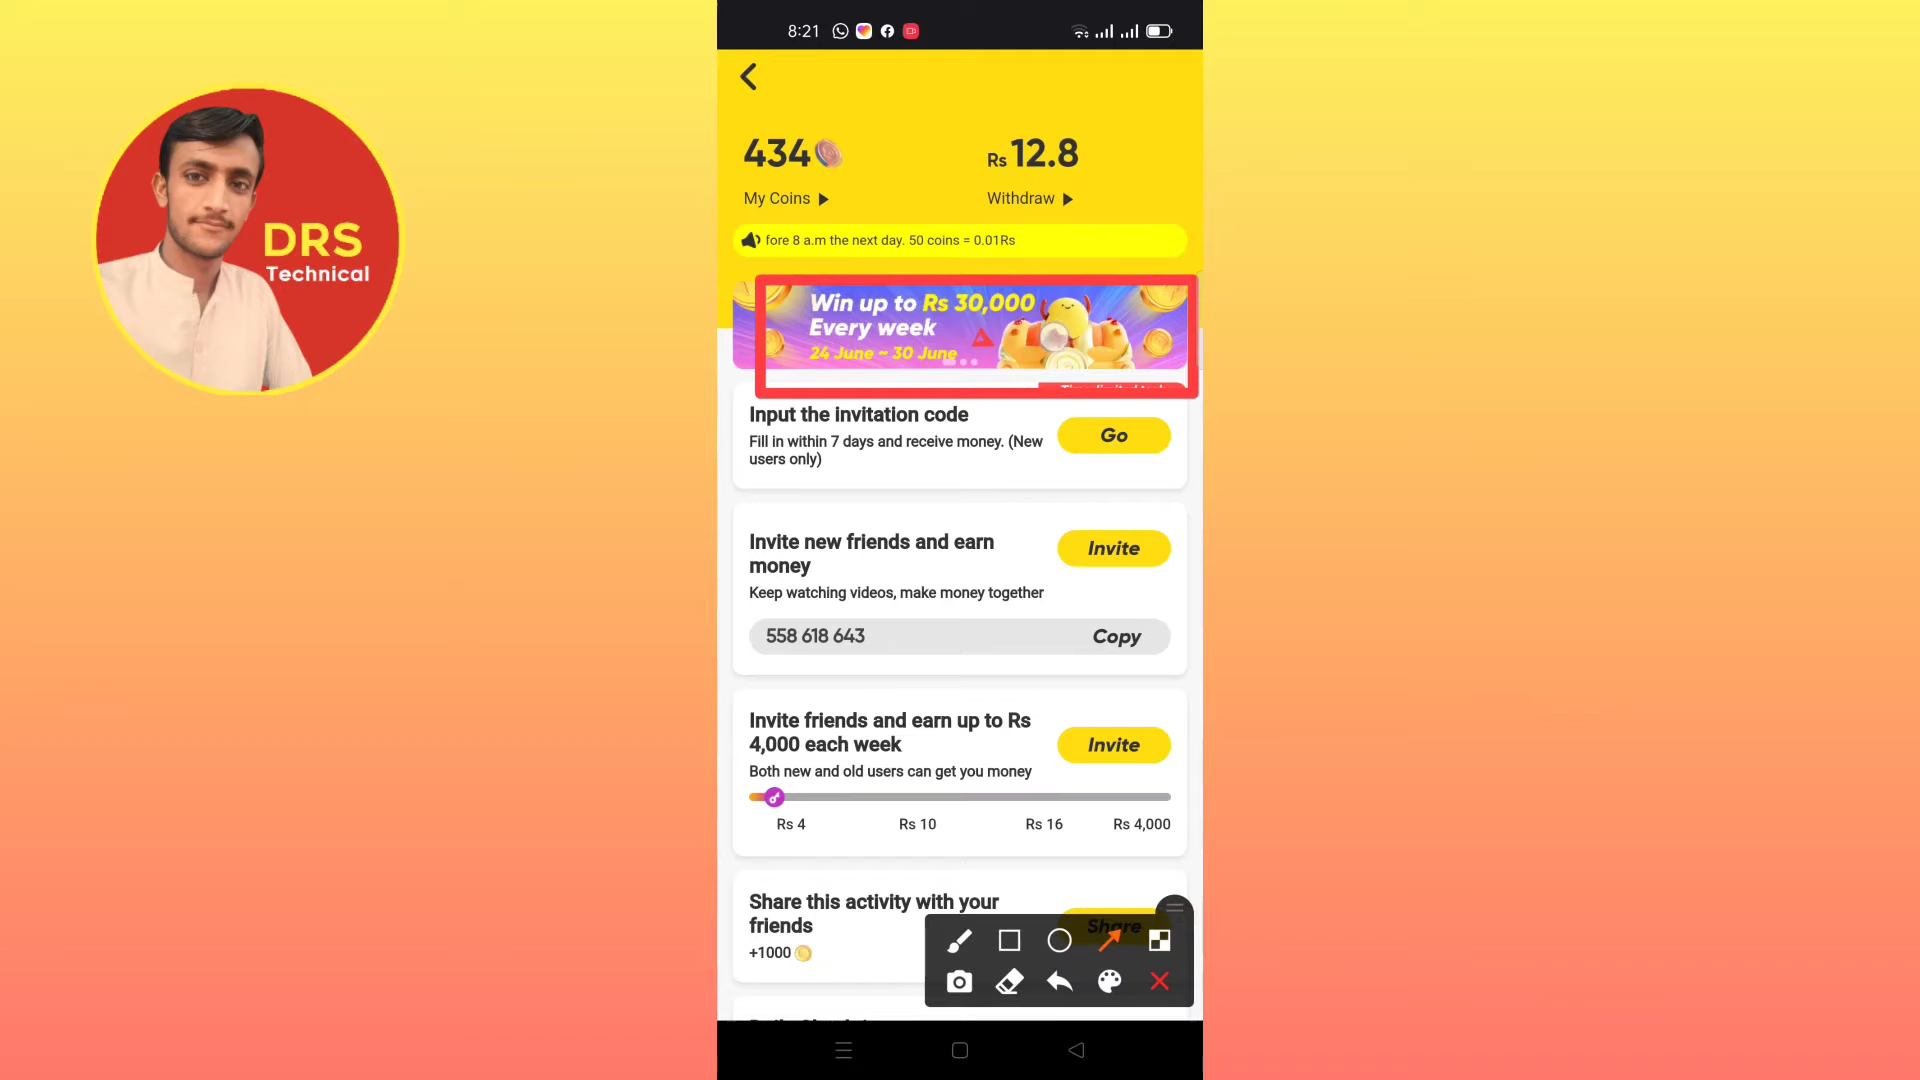 8:21
434
Rs 12.8
My Coins
Withdraw
fore 8 a.m the next day. 50 coins = 0.01Rs
Win up to Rs 30,000
Every week
24 June ~ 30 June
Input the invitation code
Fill in within 7 days and receive money. (New
users only)
Go
Invite new friends and earn
money
Invite
Keep watching videos, make money together
558 618 643
Copy
Invite friends and earn up to Rs
4,000 each week
Invite
Both new and old users can get you money
Rs 4
Rs 10
Rs 16
Rs 4,000
Share this activity with your
friends
Share
+1000
DRS
Technical